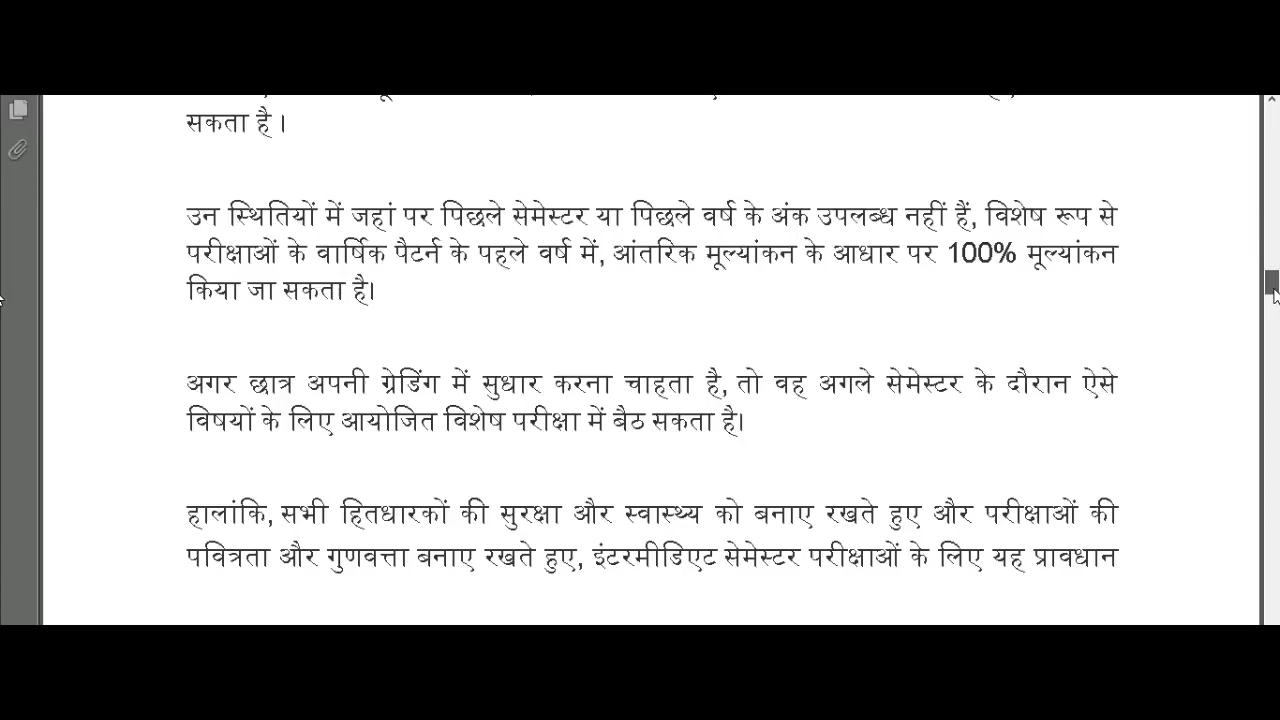 सकता है ।
उन स्थितियों में जहां पर पिछले सेमेस्टर या पिछले वर्ष के अंक उपलब्ध नहीं हैं, विशेष रूप से
परीक्षाओं के वार्षिक पैटर्न के पहले वर्ष में, आंतरिक मूल्यांकन के आधार पर 100% मूल्यांकन
किया जा सकता है।
अगर छात्र अपनी ग्रेडिंग में सुधार करना चाहता है, तो वह अगले सेमेस्टर के दौरान ऐसे
विषयों के लिए आयोजित विशेष परीक्षा में बैठ सकता है।
हालांकि, सभी हितधारकों की सुरक्षा और स्वास्थ्य को बनाए रखते हुए और परीक्षाओं की
पवित्रता और गुणवत्ता बनाए रखते हुए, इंटरमीडिएट सेमेस्टर परीक्षाओं के लिए यह प्रावधान